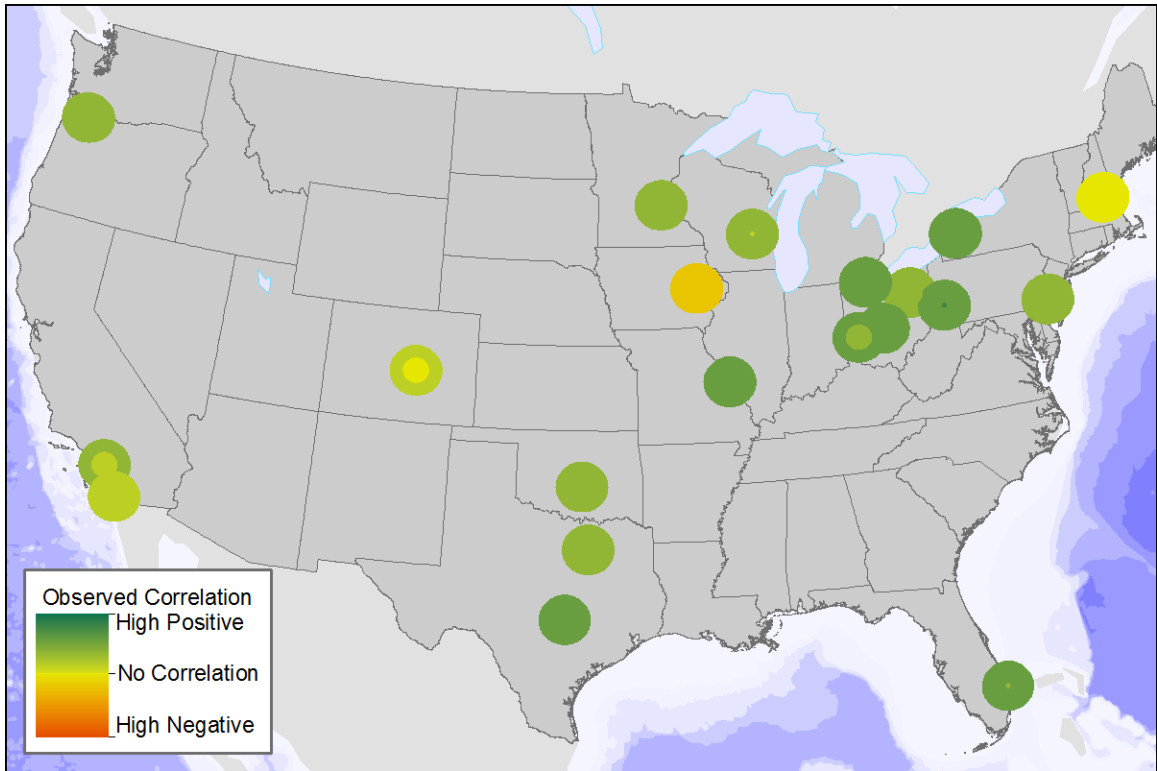 Observed Correlation
High Positive
No Correlation
High Negative